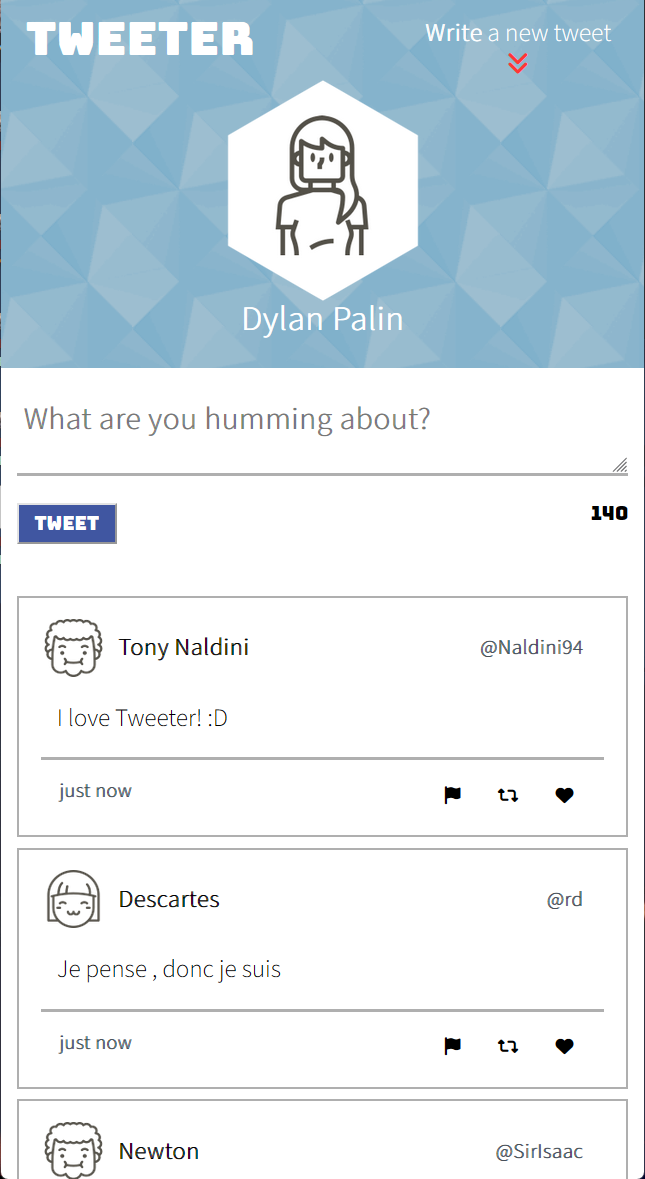 TWEETER
Write a new tweet
Dylan Palin
What are you humming about?
TWEET
140
Tony Naldini
@Naldini94
I love Tweeter! :D
just now
Descartes
@rd
Je pense , donc je suis
just now
Newton
@SirIsaac